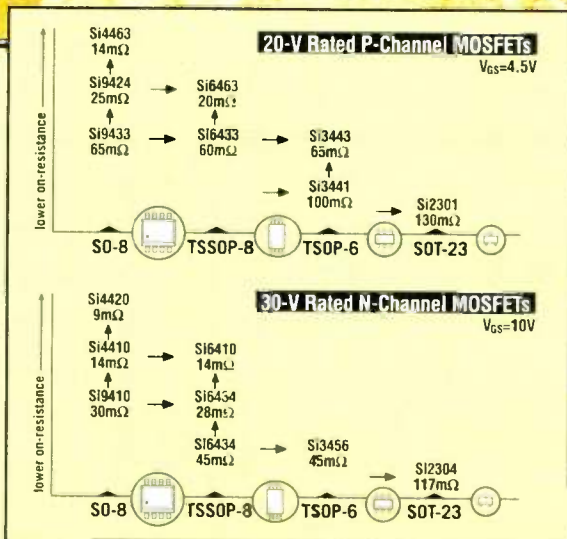 20-V Rated P-Channel MOSFETs
VGS=4.5V
lower on-resistance
Si4463
14mΩ
Si9424
25mΩ
Si6463
20mΩ
Si9433
65mΩ
Si6433
60mΩ
Si3443
65mΩ
Si3441
100mΩ
Si2301
130mΩ
SO-8
TSSOP-8
TSOP-6
SOT-23
30-V Rated N-Channel MOSFETs
VGS=10V
lower on-resistance
Si4420
9mΩ
Si4410
14mΩ
Si6410
14mΩ
Si9410
30mΩ
Si6434
28mΩ
Si6434
45mΩ
Si3456
45mΩ
Si2304
117mΩ
SO-8
TSSOP-8
TSOP-6
SOT-23